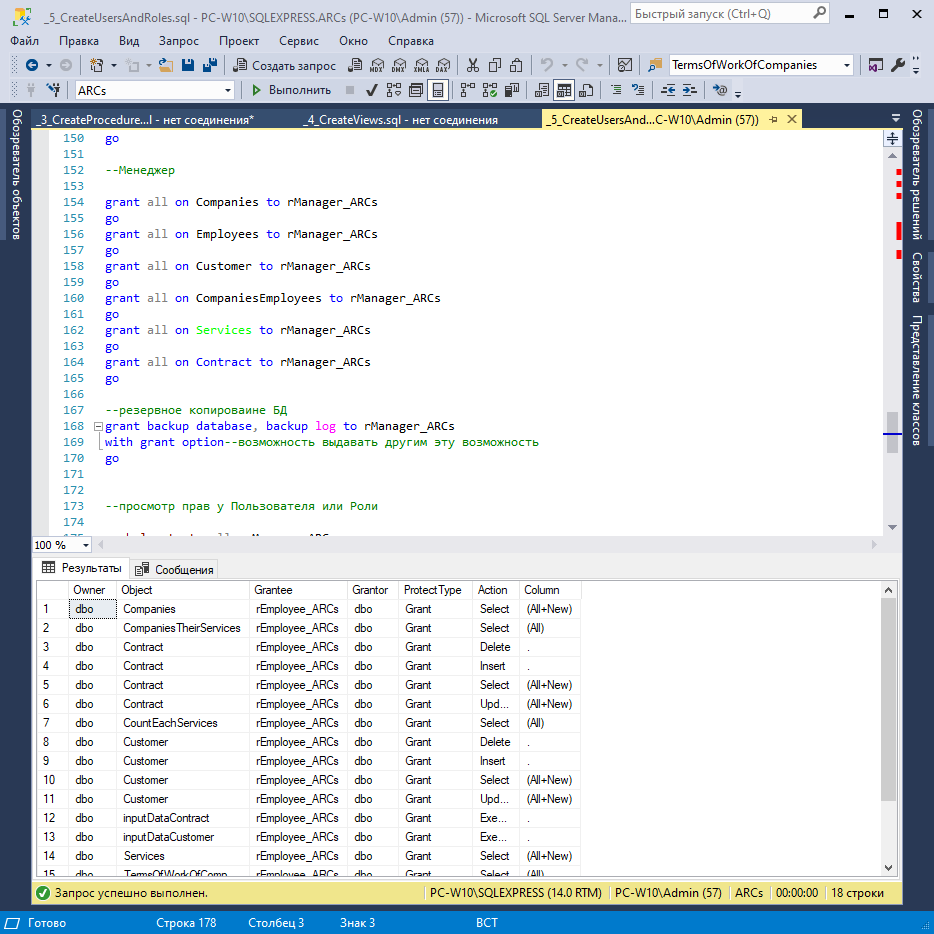 _5_CreateUsersAndRoles.sql - PC-W10\SQLEXPRESS.ARCs (PC-W10\Admin (57)) - Microsoft SQL Server Mana...
Быстрый запуск (Ctrl+Q)
Файл Правка Вид Запрос Проект Сервис Окно Справка
Создать запрос MDX DMX XMLA DAX TermsOfWorkOfCompanies
ARCs Выполнить
_3_CreateProcedure...l - нет соединения* _4_CreateViews.sql - нет соединения _5_CreateUsersAnd...C-W10\Admin (57))
Обозреватель объектов
Обозреватель решений
Свойства
Представление классов
150 go
151
152 --Менеджер
153
154 grant all on Companies to rManager_ARCs
155 go
156 grant all on Employees to rManager_ARCs
157 go
158 grant all on Customer to rManager_ARCs
159 go
160 grant all on CompaniesEmployees to rManager_ARCs
161 go
162 grant all on Services to rManager_ARCs
163 go
164 grant all on Contract to rManager_ARCs
165 go
166
167 --резервное копироваине БД
168 grant backup database, backup log to rManager_ARCs
169 with grant option--возможность выдавать другим эту возможность
170 go
171
172
173 --просмотр прав у Пользователя или Роли
174
100 %
Результаты Сообщения
Owner Object Grantee Grantor ProtectType Action Column
1 dbo Companies rEmployee_ARCs dbo Grant Select (All+New)
2 dbo CompaniesTheirServices rEmployee_ARCs dbo Grant Select (All)
3 dbo Contract rEmployee_ARCs dbo Grant Delete .
4 dbo Contract rEmployee_ARCs dbo Grant Insert .
5 dbo Contract rEmployee_ARCs dbo Grant Select (All+New)
6 dbo Contract rEmployee_ARCs dbo Grant Upd... (All+New)
7 dbo CountEachServices rEmployee_ARCs dbo Grant Select (All)
8 dbo Customer rEmployee_ARCs dbo Grant Delete .
9 dbo Customer rEmployee_ARCs dbo Grant Insert .
10 dbo Customer rEmployee_ARCs dbo Grant Select (All+New)
11 dbo Customer rEmployee_ARCs dbo Grant Upd... (All+New)
12 dbo inputDataContract rEmployee_ARCs dbo Grant Exe... .
13 dbo inputDataCustomer rEmployee_ARCs dbo Grant Exe... .
14 dbo Services rEmployee_ARCs dbo Grant Select (All+New)
15 dbo TermsOfWorkOfComp... rEmployee_ARCs dbo Grant Select (All)
Запрос успешно выполнен. PC-W10\SQLEXPRESS (14.0 RTM) PC-W10\Admin (57) ARCs 00:00:00 18 строки
Готово Строка 178 Столбец 3 Знак 3 ВСТ